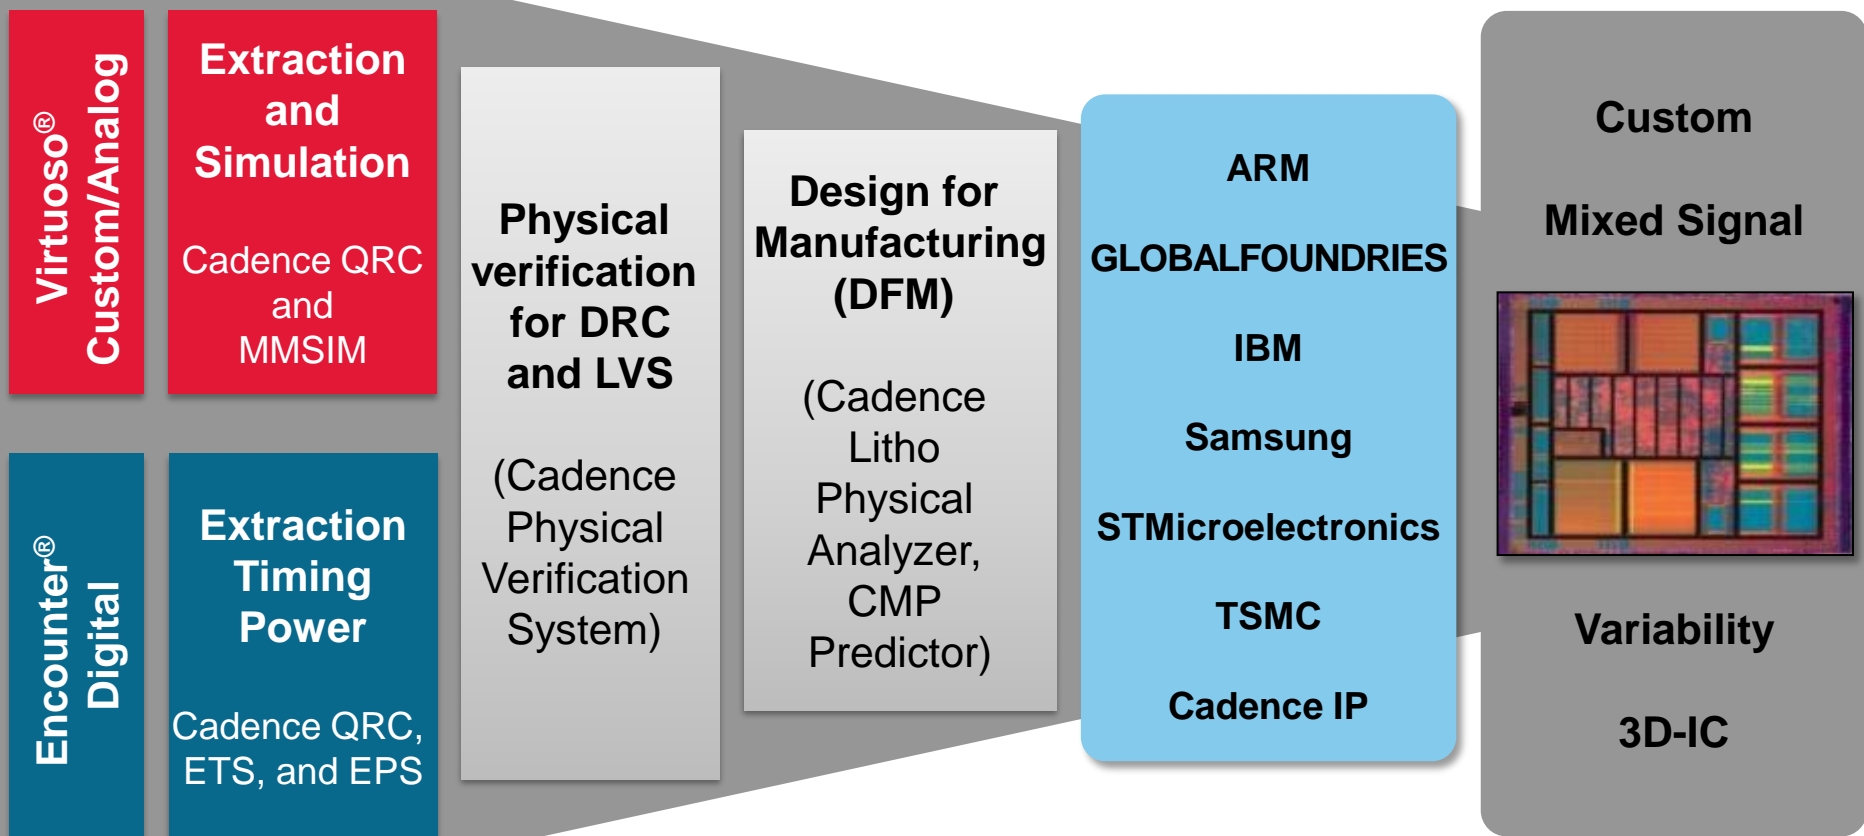 Virtuoso®
Custom/Analog
Extraction
and
Simulation
Cadence QRC
and
MMSIM
Encounter®
Digital
Extraction
Timing
Power
Cadence QRC,
ETS, and EPS
Physical
verification
for DRC
and LVS
(Cadence
Physical
Verification
System)
Design for
Manufacturing
(DFM)
(Cadence
Litho
Physical
Analyzer,
CMP
Predictor)
ARM
GLOBALFOUNDRIES
IBM
Samsung
STMicroelectronics
TSMC
Cadence IP
Custom
Mixed Signal
Variability
3D-IC